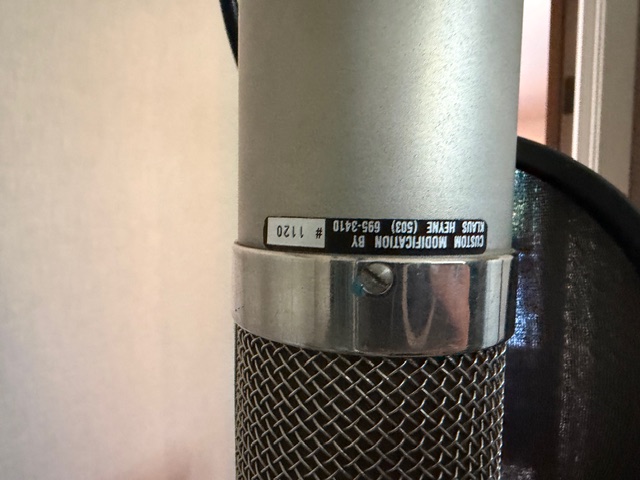 CUSTOM MODIFICATION BY
KLAUS HEYNE (503) 695-3410
# 1120